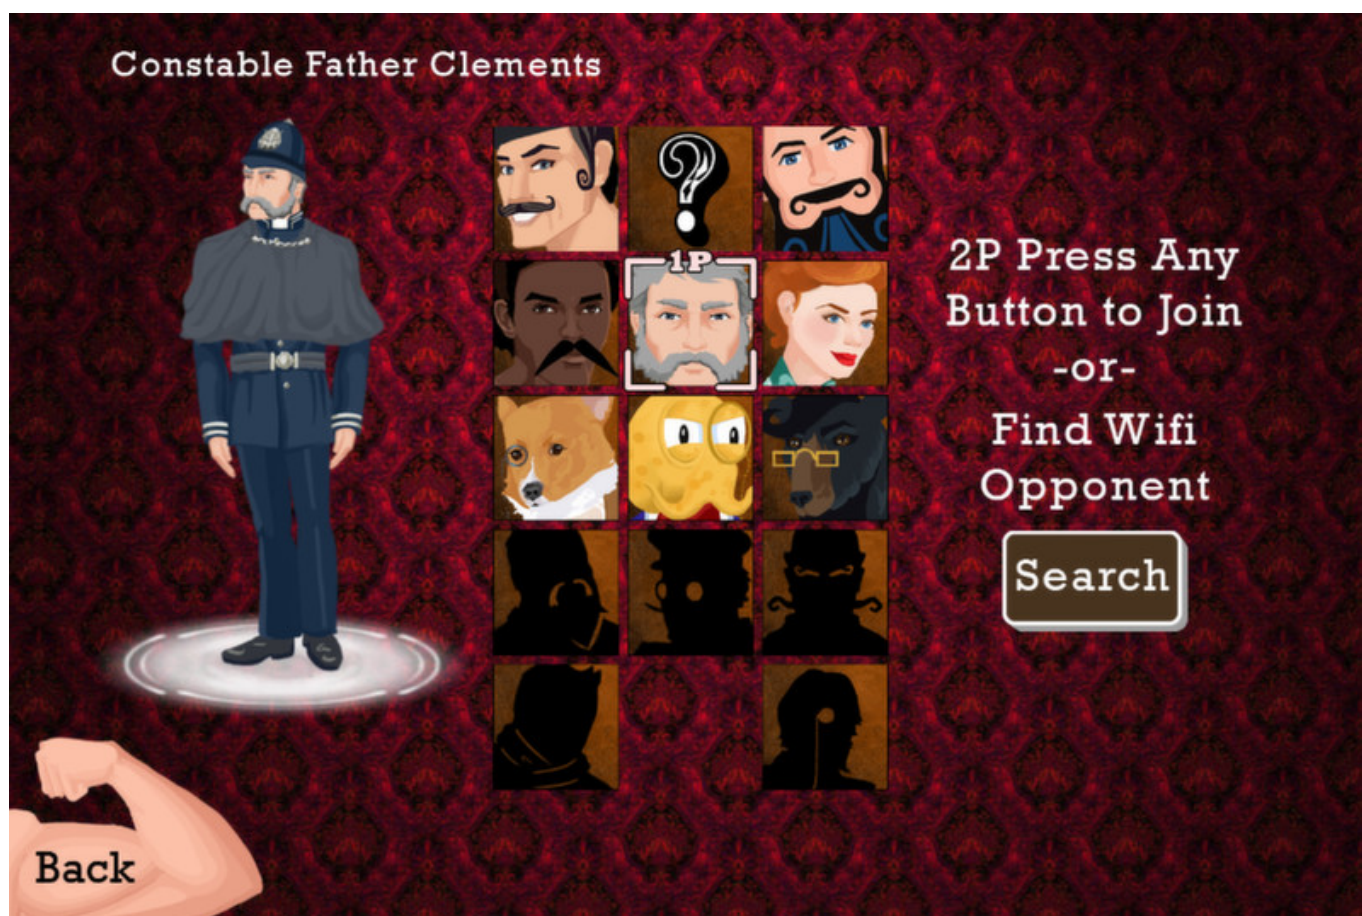 Constable Father Clements
1P
2P Press Any
Button to Join
-or-
Find Wifi
Opponent
Search
Back